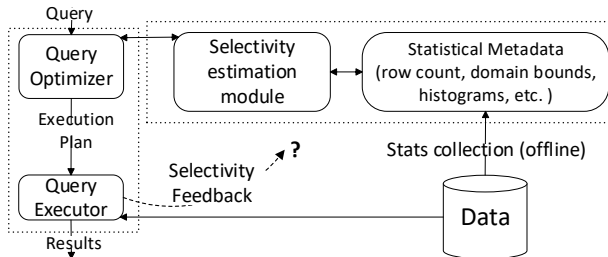 Query
Query
Optimizer
Selectivity
estimation
module
Statistical Metadata
(row count, domain bounds,
histograms, etc. )
Execution
Plan
?
Stats collection (offline)
Selectivity
Feedback
Query
Executor
Data
Results